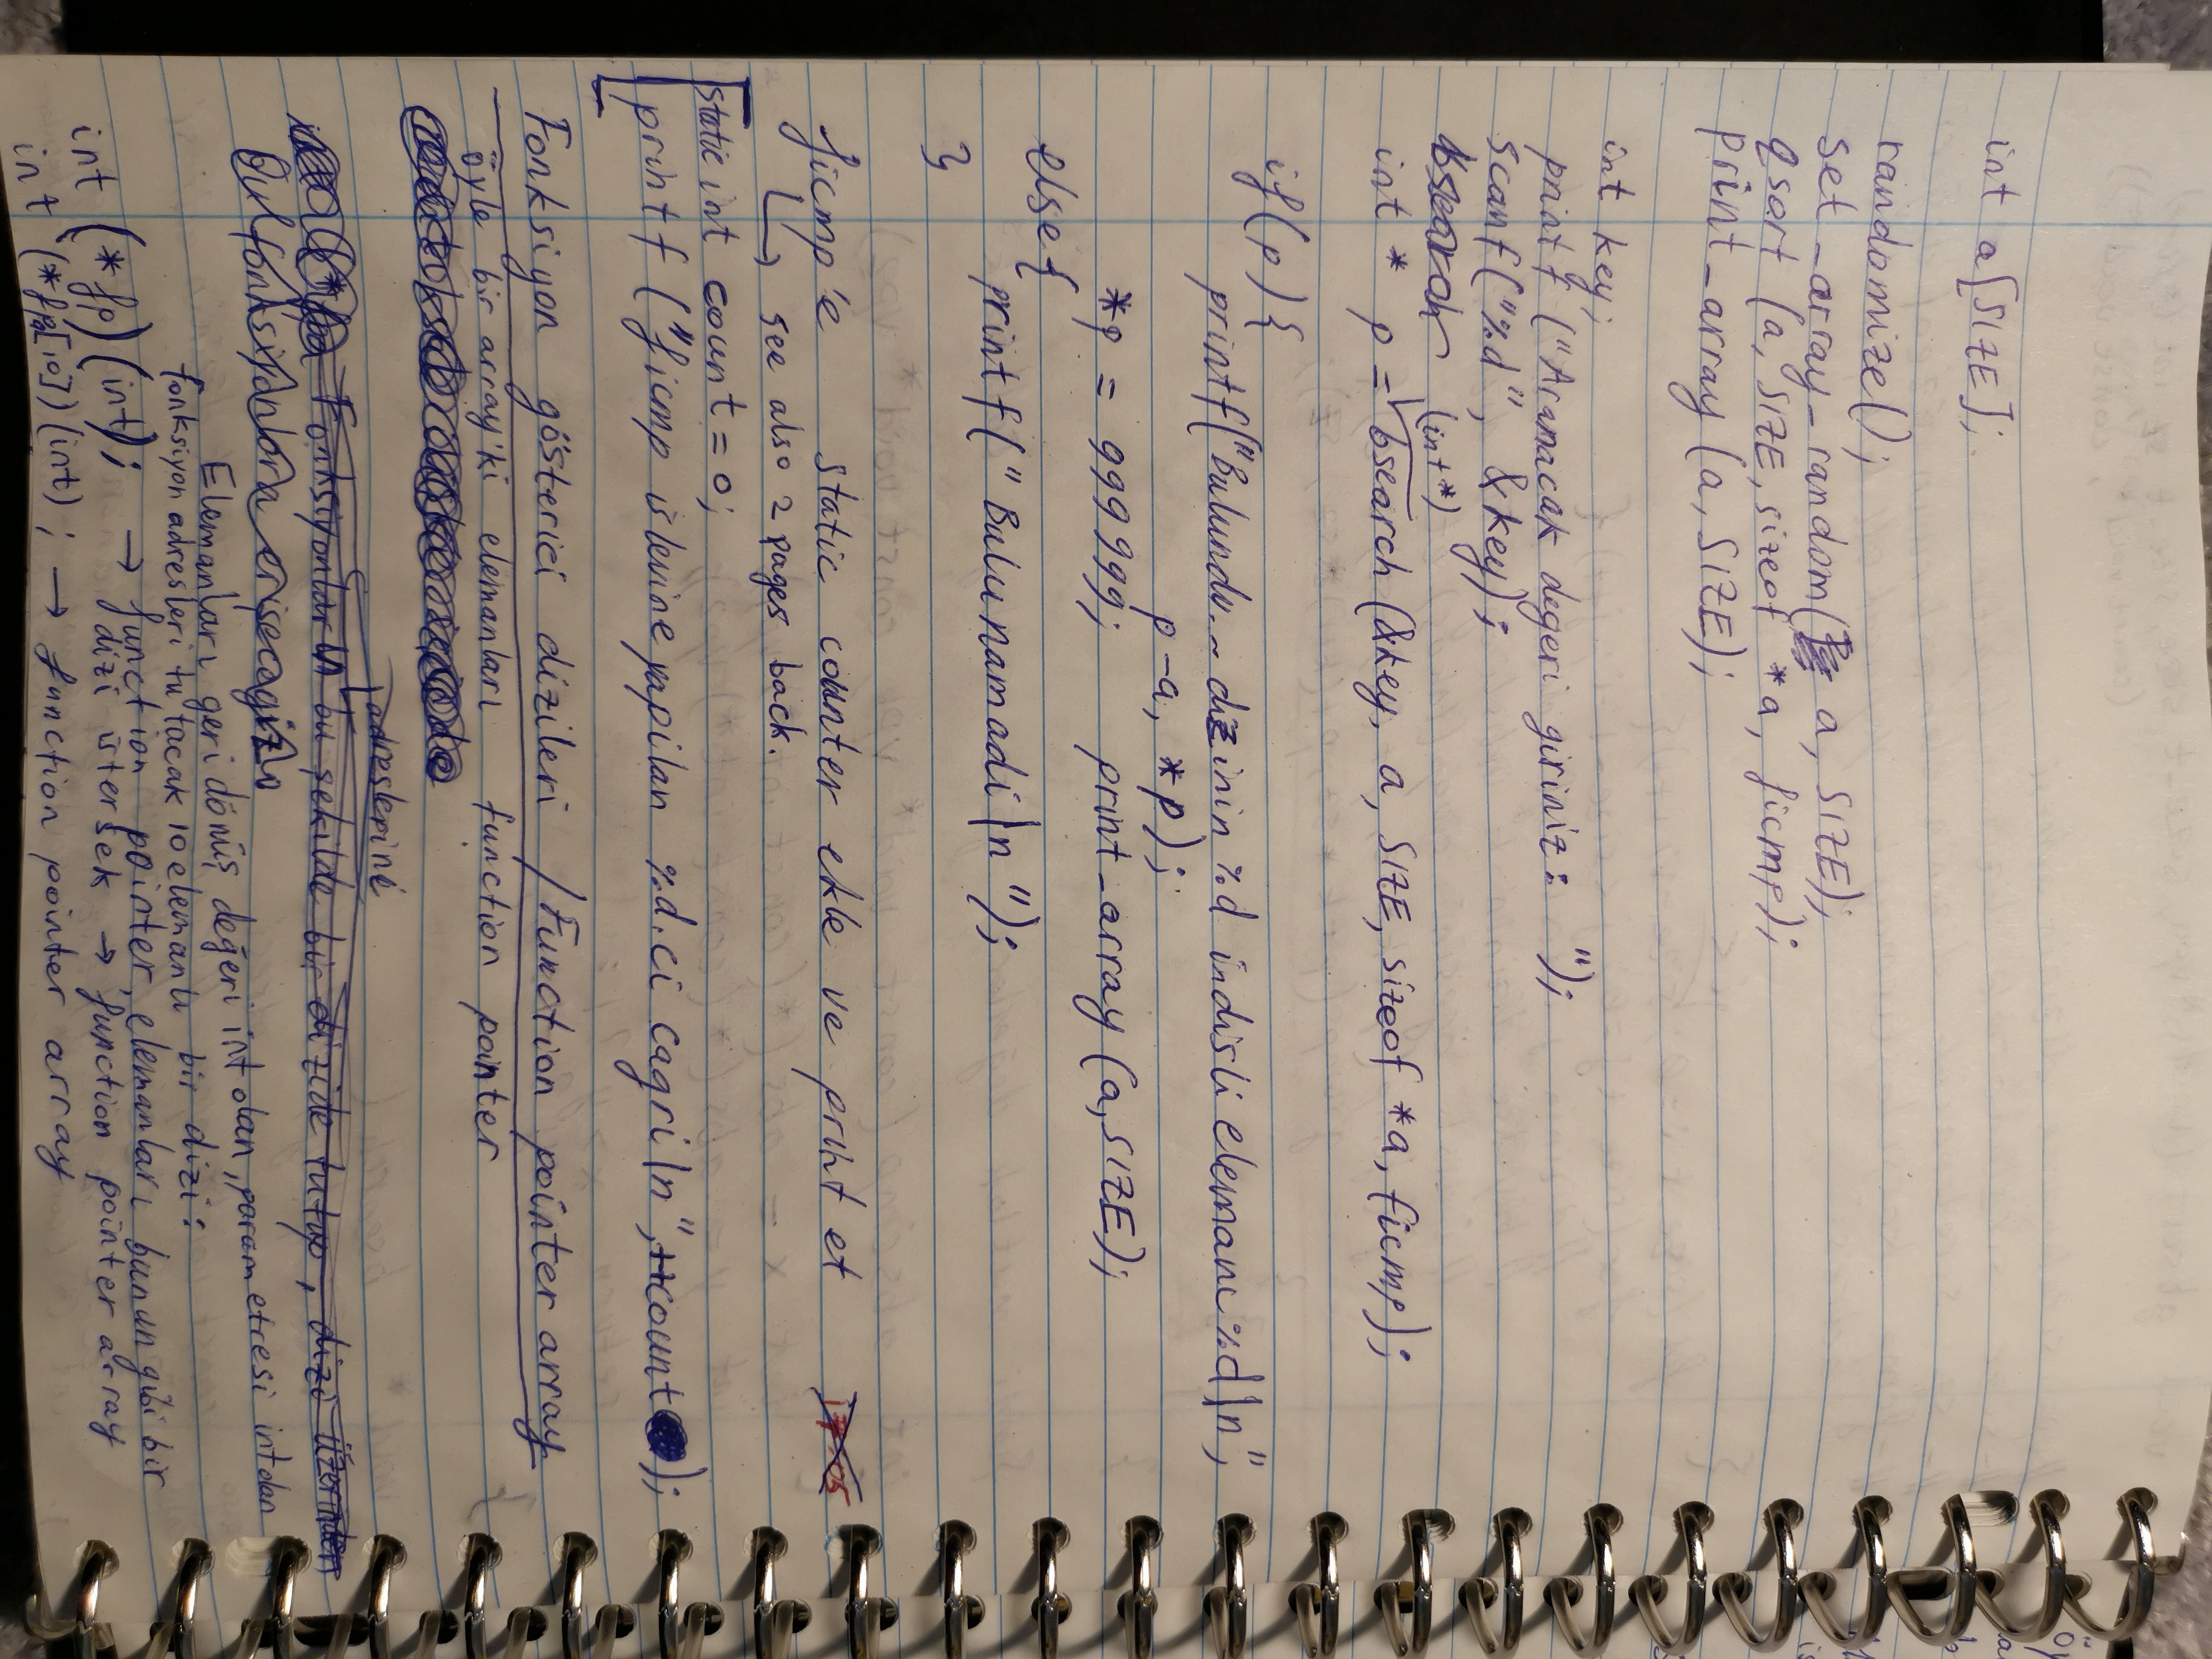 int a[SIZE];
randomize();
set_array_random( a, SIZE);
qsort (a, SIZE, sizeof *a, ficmp);
print_array (a, SIZE);
int key;
printf ("Aranacak degeri giriniz: ");
scanf("%d", &key);
bsearch (int*)
int * p = bsearch (&key, a, SIZE, sizeof *a, ficmp);
if(p){
printf("Bulundu.. dizinin %d indisli elemanı %d\n",
p-a, *p);
*p = 999999; print_array (a,SIZE);
else{
printf(" Bulunamadi\n ");
}
ficmp'e static counter ekle ve print et 17.05
see also 2 pages back.
static int count = 0;
printf ("ficmp islevine yapilan %d.ci cagri\n",++count);
Fonksiyon gösterici dizileri / Function pointer array
öyle bir array'ki elemanları function pointer
adreslerini
Fonksiyonların bu şekilde bir dizide tutup, dizi üzerinden
bu fonksiyonlara erişecegiz.
Elemanları geri dönüş değeri int olan, parametresi int olan
fonksiyon adresleri tutacak 10 elemanlı bir dizi:
int (*fp)(int); → function pointer, elemanları bunun gibi bir
dizi istersek → function pointer array
int (*fpa[10])(int) ; → function pointer array